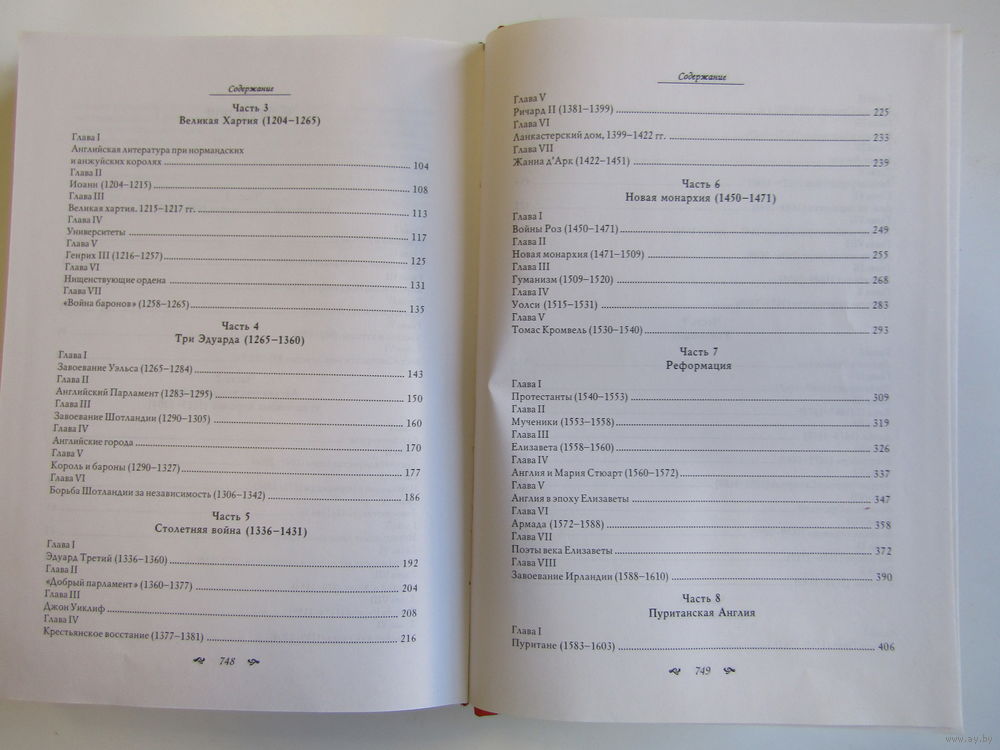 Содержание
Часть 3
Великая Хартия (1204–1265)
Глава I
Английская литература при нормандских
и анжуйских королях 104
Глава II
Иоанн (1204–1215) 108
Глава III
Великая хартия. 1215–1217 гг. 113
Глава IV
Университеты 117
Глава V
Генрих III (1216–1257) 125
Глава VI
Нищенствующие ордена 131
Глава VII
«Война баронов» (1258–1265) 135
Часть 4
Три Эдуарда (1265–1360)
Глава I
Завоевание Уэльса (1265–1284) 143
Глава II
Английский Парламент (1283–1295) 150
Глава III
Завоевание Шотландии (1290–1305) 160
Глава IV
Английские города 170
Глава V
Король и бароны (1290–1327) 177
Глава VI
Борьба Шотландии за независимость (1306–1342) 186
Часть 5
Столетняя война (1336–1431)
Глава I
Эдуард Третий (1336–1360) 192
Глава II
«Добрый парламент» (1360–1377) 204
Глава III
Джон Уиклиф 208
Глава IV
Крестьянское восстание (1377–1381) 216
748
Содержание
Глава V
Ричард II (1381–1399) 225
Глава VI
Ланкастерский дом, 1399–1422 гг. 233
Глава VII
Жанна д’Арк (1422–1451) 239
Часть 6
Новая монархия (1450–1471)
Глава I
Войны Роз (1450–1471) 249
Глава II
Новая монархия (1471–1509) 255
Глава III
Гуманизм (1509–1520) 268
Глава IV
Уолси (1515–1531) 283
Глава V
Томас Кромвель (1530–1540) 293
Часть 7
Реформация
Глава I
Протестанты (1540–1553) 309
Глава II
Мученики (1553–1558) 319
Глава III
Елизавета (1558–1560) 326
Глава IV
Англия и Мария Стюарт (1560–1572) 337
Глава V
Англия в эпоху Елизаветы 347
Глава VI
Армада (1572–1588) 358
Глава VII
Поэты века Елизаветы 372
Глава VIII
Завоевание Ирландии (1588–1610) 390
Часть 8
Пуританская Англия
Глава I
Пуритане (1583–1603) 406
749
www.ay.by